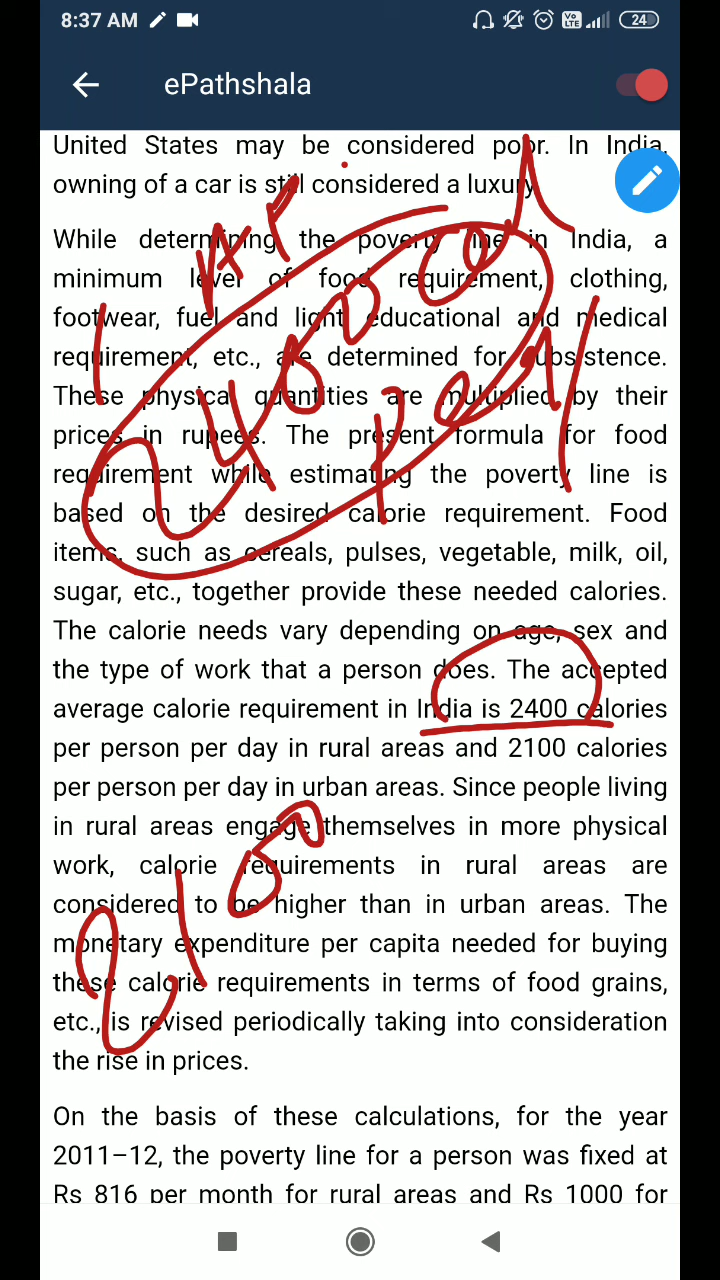 8:37 AM
Vo LTE 24
ePathshala
United States may be considered poor. In India,
owning of a car is still considered a luxury.
While determining the poverty line in India, a
minimum level of food requirement, clothing,
footwear, fuel and light, educational and medical
requirement, etc., are determined for subsistence.
These physical quantities are multiplied by their
prices in rupees. The present formula for food
requirement while estimating the poverty line is
based on the desired calorie requirement. Food
items, such as cereals, pulses, vegetable, milk, oil,
sugar, etc., together provide these needed calories.
The calorie needs vary depending on age, sex and
the type of work that a person does. The accepted
average calorie requirement in India is 2400 calories
per person per day in rural areas and 2100 calories
per person per day in urban areas. Since people living
in rural areas engage themselves in more physical
work, calorie requirements in rural areas are
considered to be higher than in urban areas. The
monetary expenditure per capita needed for buying
these calorie requirements in terms of food grains,
etc., is revised periodically taking into consideration
the rise in prices.
On the basis of these calculations, for the year
2011–12, the poverty line for a person was fixed at
Rs 816 per month for rural areas and Rs 1000 for
2400
2100